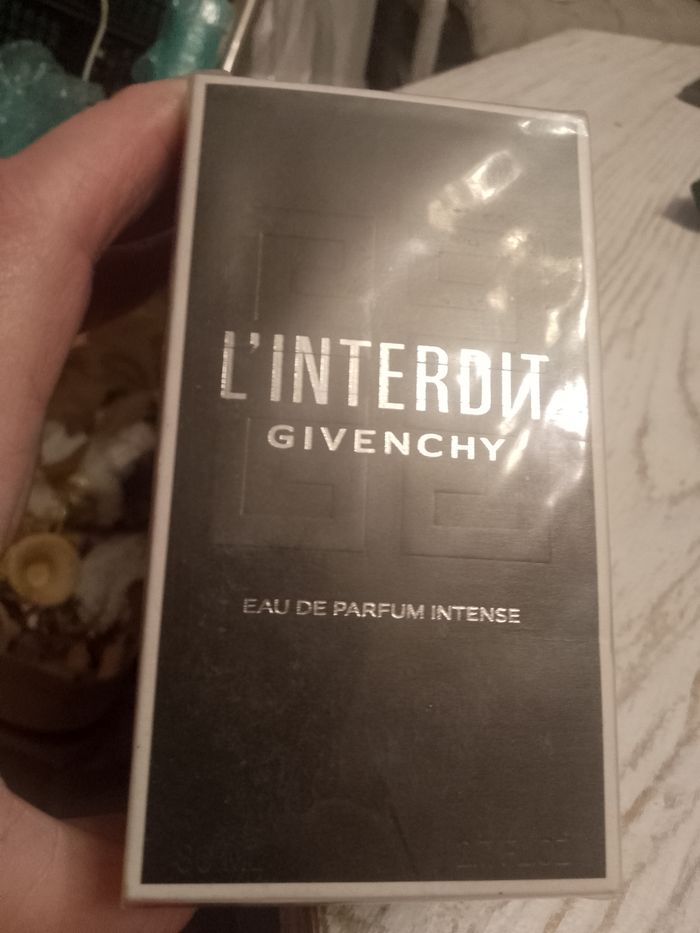 L'INTERDIT
GIVENCHY
EAU DE PARFUM INTENSE